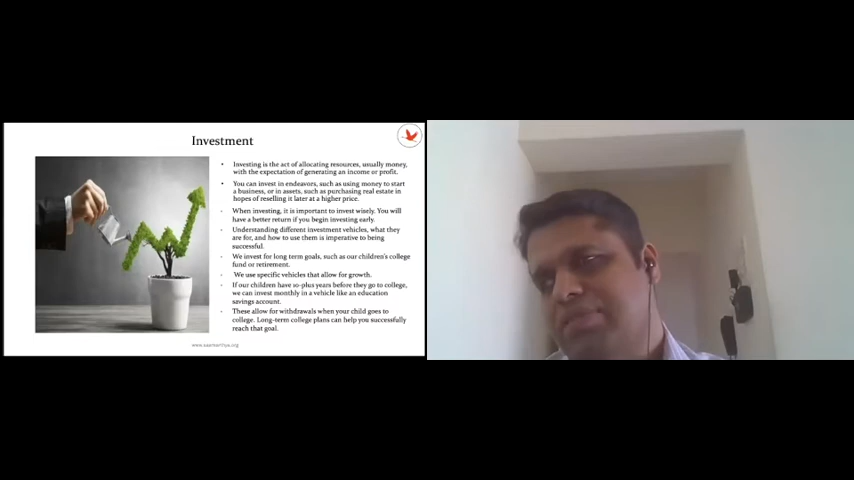 Investment
• Investing is the act of allocating resources, usually money,
with the expectation of generating an income or profit.
• You can invest in endeavors, such as using money to start
a business, or in assets, such as purchasing real estate in
hopes of reselling it later at a higher price.
- When investing, it is important to invest wisely. You will
have a better return if you begin investing early.
- Understanding different investment vehicles, what they
are for, and how to use them is imperative to being
successful.
- We invest for long term goals, such as our children's college
fund or retirement.
- We use specific vehicles that allow for growth.
- If our children have 10-plus years before they go to college,
we can invest monthly in a vehicle like an education
savings account.
- These allow for withdrawals when your child goes to
college. Long-term college plans can help you successfully
reach that goal.
www.saamarthya.org